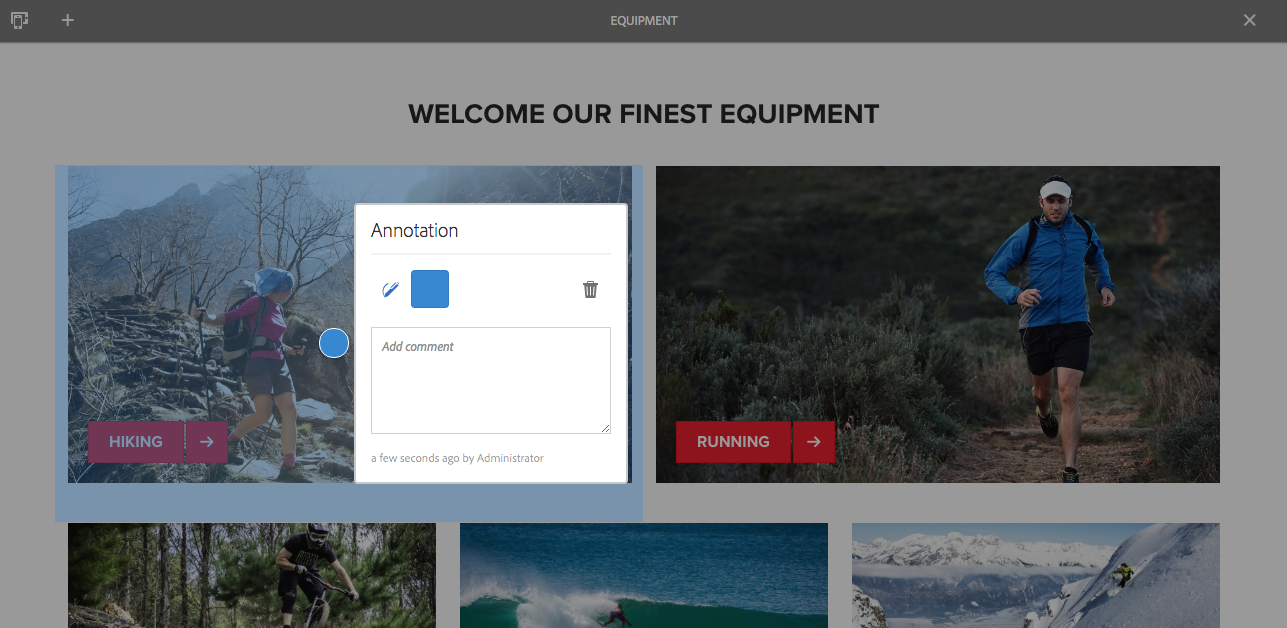 EQUIPMENT
WELCOME OUR FINEST EQUIPMENT
Annotation
Add comment
a few seconds ago by Administrator
HIKING
RUNNING